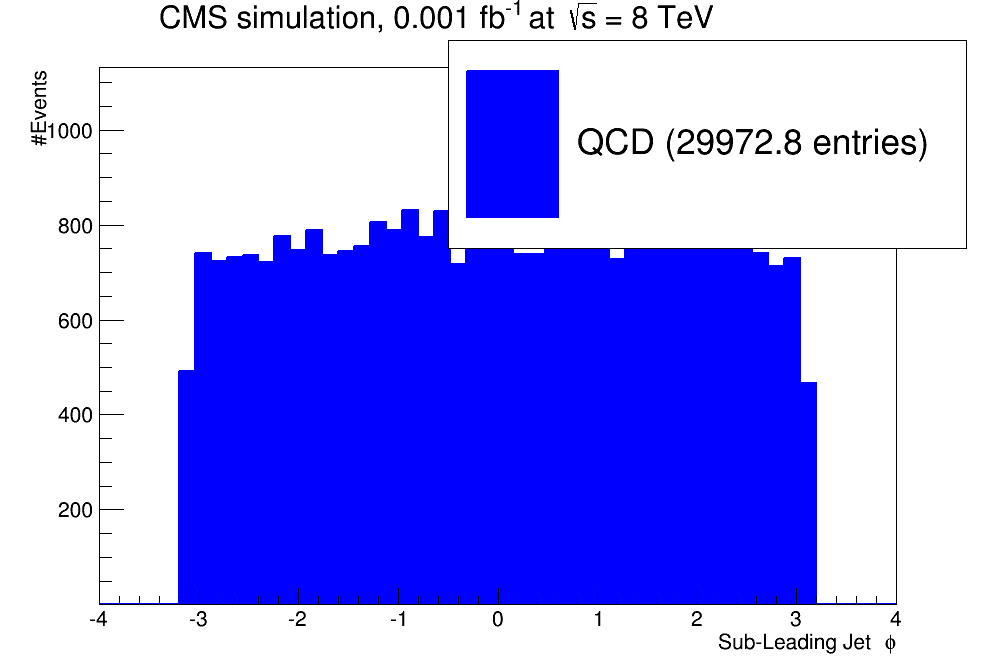 CMS simulation, 0.001 fb⁻¹ at √s = 8 TeV
#Events
QCD (29972.8 entries)
1000
800
600
400
200
-4 -3 -2 -1 0 1 2 3 4
Sub-Leading Jet ϕ